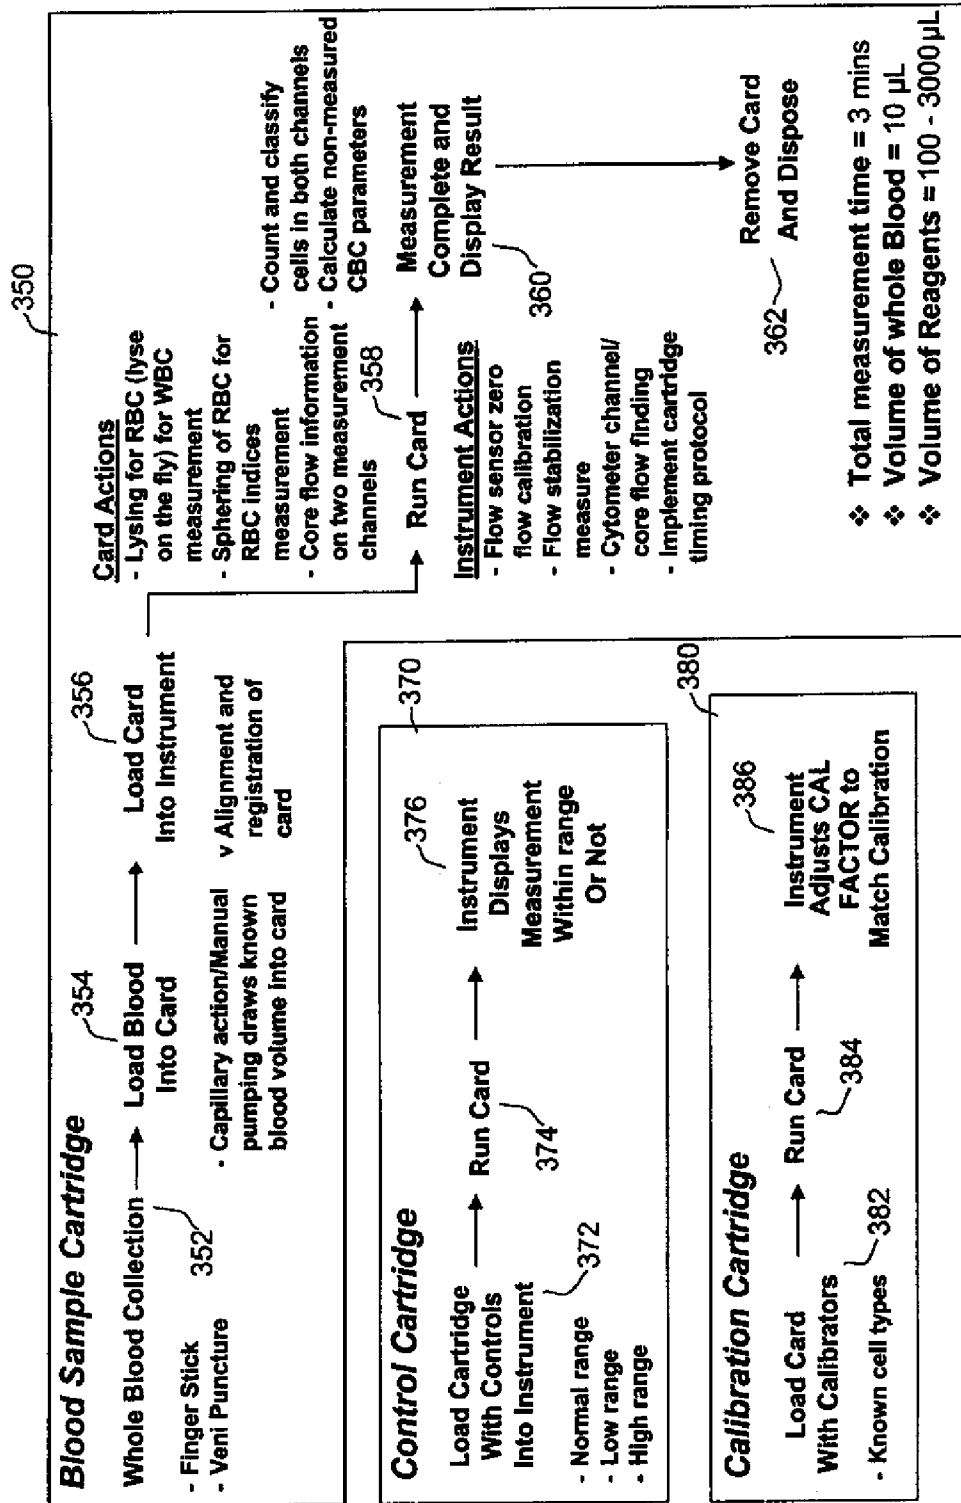 350
Blood Sample Cartridge
Whole Blood Collection
352
- Finger Stick
- Veni Puncture
354
Load Blood
Into Card
- Capillary action/Manual
pumping draws known
blood volume into card
356
Load Card
Into Instrument
v Alignment and
registration of
card
Card Actions
- Lysing for RBC (lyse
on the fly) for WBC
measurement
- Sphering of RBC for
RBC indices
measurement
- Core flow information
on two measurement
channels
358
Run Card
Instrument Actions
- Flow sensor zero
flow calibration
- Flow stabilization
measure
- Cytometer channel/
core flow finding
- Implement cartridge
timing protocol
- Count and classify
cells in both channels
- Calculate non-measured
CBC parameters
Measurement
Complete and
Display Result
360
Remove Card
And Dispose
362
❖ Total measurement time = 3 mins
❖ Volume of whole Blood = 10 µL
❖ Volume of Reagents = 100 - 3000 µL
370
Control Cartridge
Load Cartridge
With Controls
Into Instrument
372
- Normal range
- Low range
- High range
Run Card
374
376
Instrument
Displays
Measurement
Within range
Or Not
380
Calibration Cartridge
Load Card
With Calibrators
382
- Known cell types
Run Card
384
386
Instrument
Adjusts CAL
FACTOR to
Match Calibration